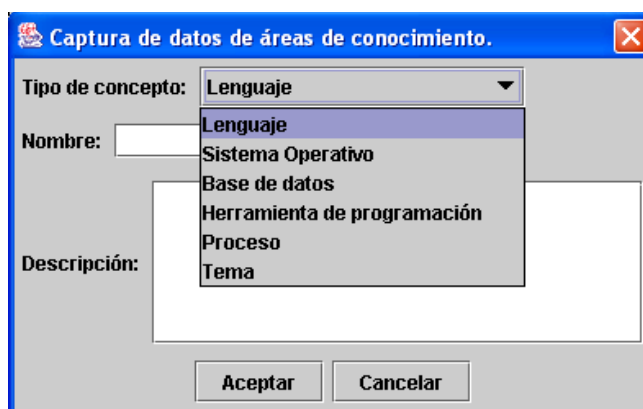 Captura de datos de áreas de conocimiento.
Tipo de concepto: Lenguaje
Lenguaje
Nombre:
Sistema Operativo
Base de datos
Herramienta de programación
Proceso
Descripción:
Tema
Aceptar Cancelar